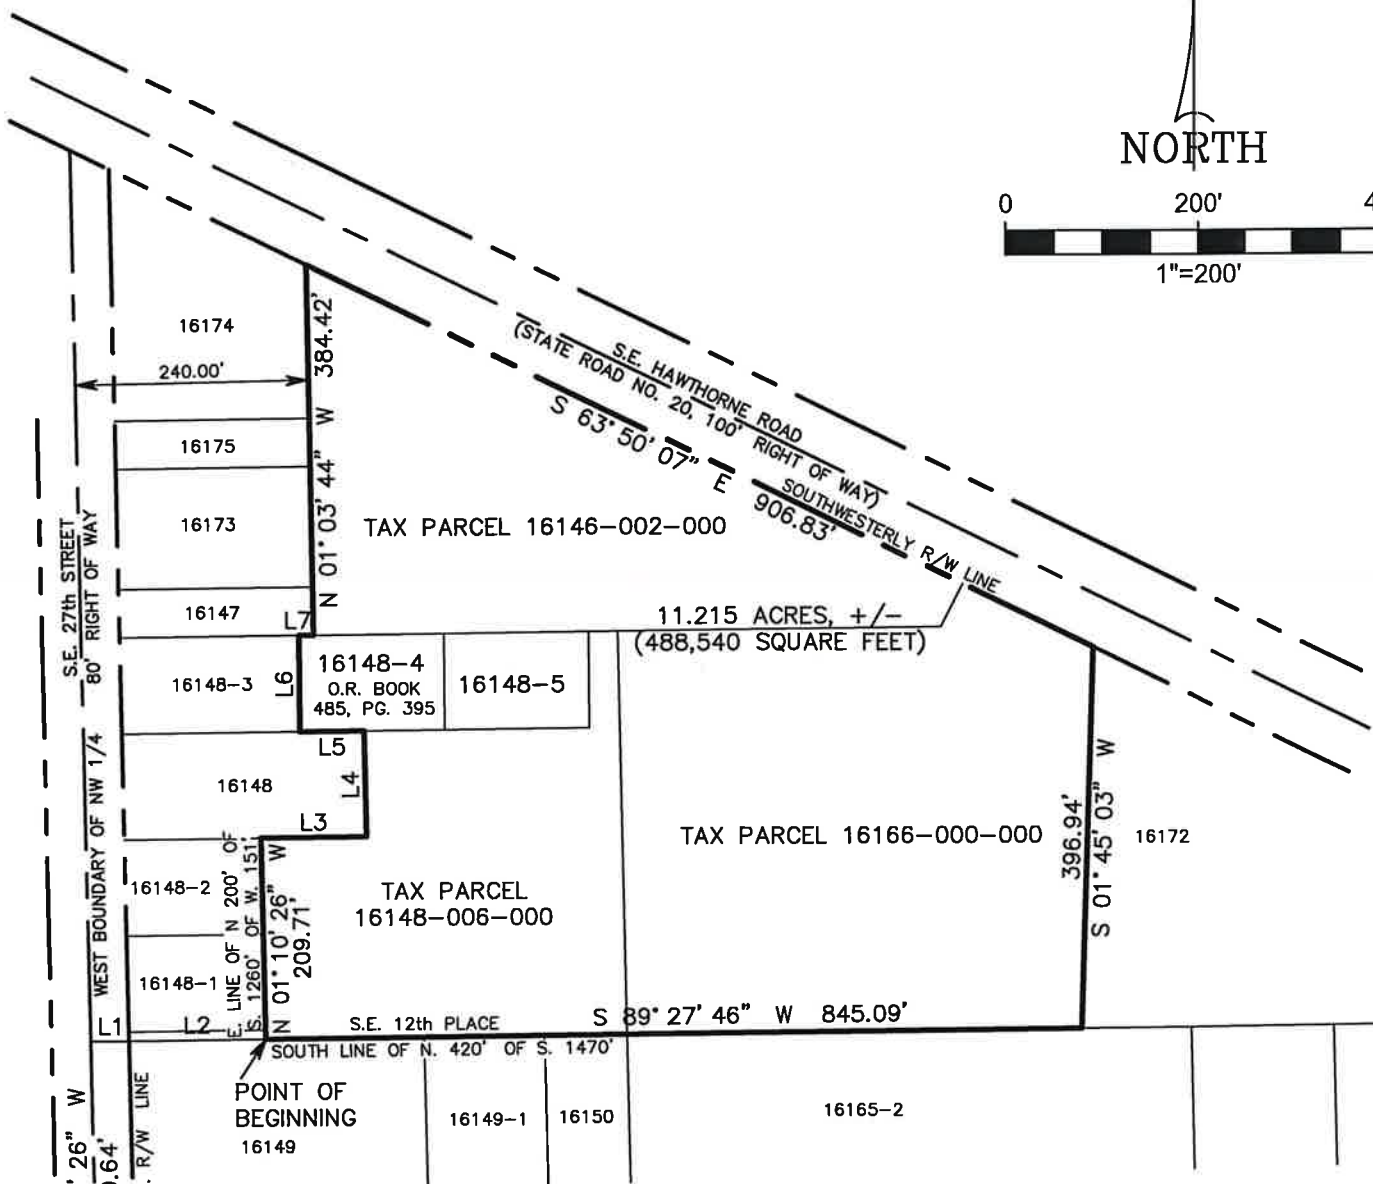 NORTH
0 200' 4
1"=200'
S.E. HAWTHORNE ROAD
(STATE ROAD NO. 20, 100' RIGHT OF WAY)
S 63° 50' 07" E 906.83'
SOUTHWESTERLY R/W LINE
16174
240.00'
N 01° 03' 44" W 384.42'
16175
16173
TAX PARCEL 16146-002-000
16147
L7
11.215 ACRES, +/-
(488,540 SQUARE FEET)
S.E. 27th STREET
80' RIGHT OF WAY
16148-3
L6
16148-4
O.R. BOOK
485, PG. 395
16148-5
L5
16148
L4
L3
WEST BOUNDARY OF NW 1/4
TAX PARCEL 16166-000-000
396.94'
S 01° 45' 03" W
16172
16148-2
E. LINE OF N 200' OF
S. 1260' OF W. 151'
N 01° 10' 26" W
209.71'
TAX PARCEL
16148-006-000
16148-1
L1
L2
S.E. 12th PLACE
S 89° 27' 46" W 845.09'
SOUTH LINE OF N. 420' OF S. 1470'
POINT OF
BEGINNING
16149
16149-1
16150
16165-2
' 26" W
.64'
. R/W LINE